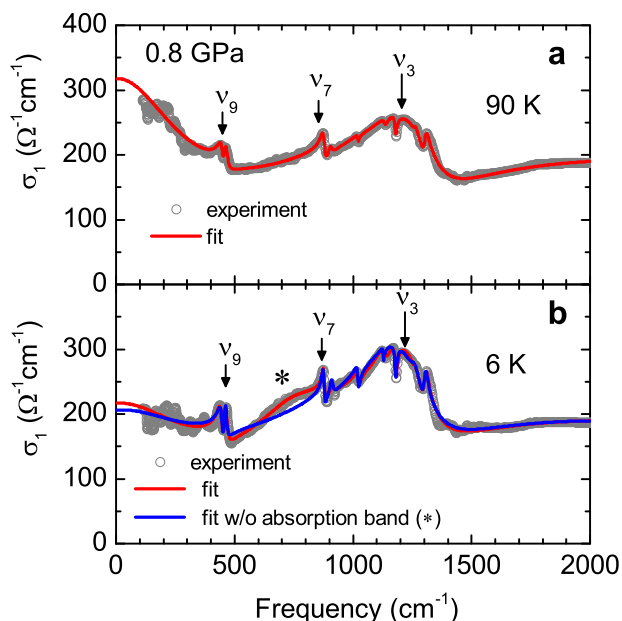 400
0.8 GPa
a
ν3
ν7
ν9
300
90 K
200
σ1 (Ω-1cm-1)
100
experiment
fit
0
b
ν3
ν7
ν9
300
*
6 K
200
σ1 (Ω-1cm-1)
experiment
100
fit
fit w/o absorption band (*)
0
0 500 1000 1500 2000
Frequency (cm-1)